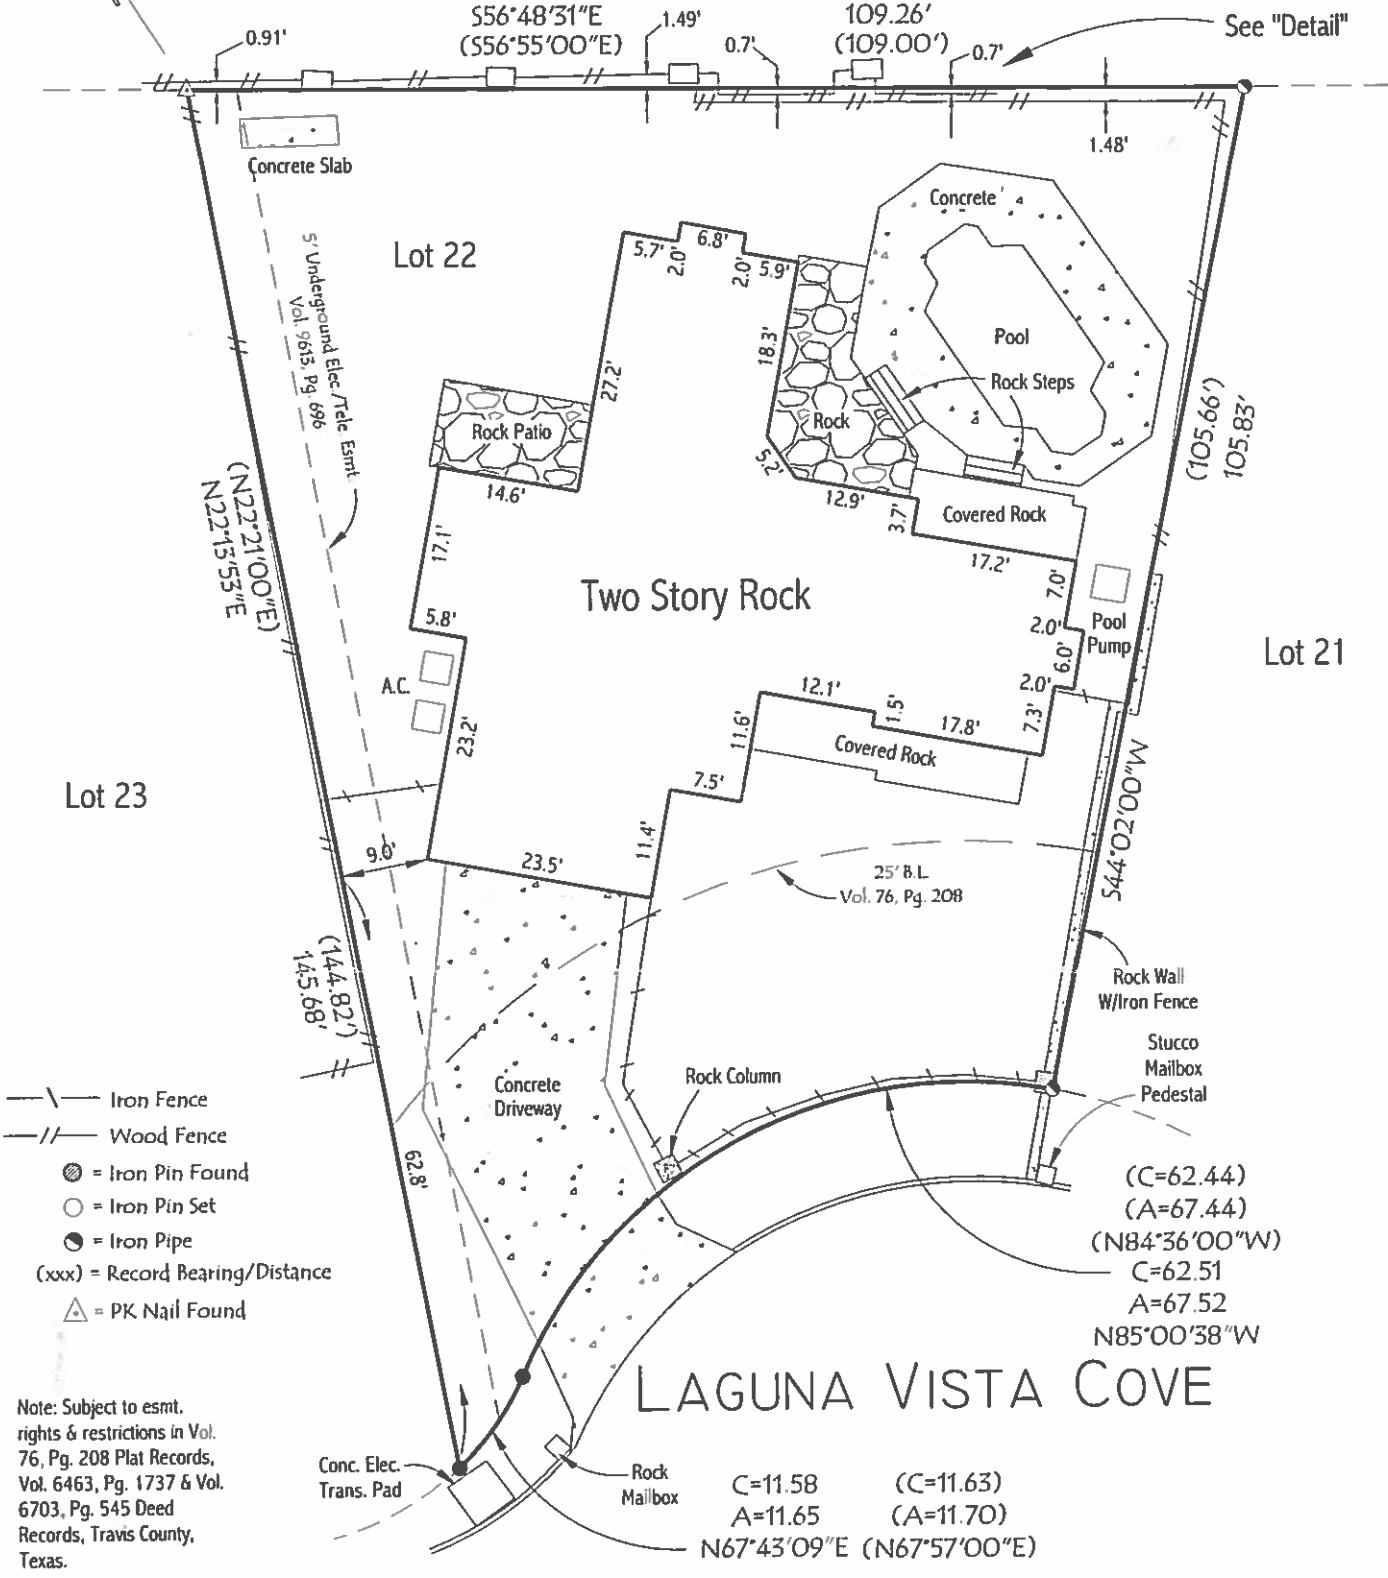 S56°48'31"E
(S56°55'00"E)
1.49'
109.26'
(109.00')
See "Detail"
0.91'
0.7'
0.7'
1.48'
Concrete Slab
Concrete
Lot 22
5.7'
2.0'
6.8'
2.0'
5.9'
5' Underground Elec./Tele. Esmt.
Vol. 9613, Pg. 696
18.3'
27.2'
Pool
Rock Steps
Rock
Rock Patio
14.6'
5.2'
12.9'
3.7'
Covered Rock
17.2'
(105.66')
105.83'
(N22°21'00"E)
N22°13'53"E
17.1'
Two Story Rock
5.8'
7.0'
2.0'
6.0'
2.0'
7.3'
Pool
Pump
Lot 21
A.C.
23.2'
12.1'
1.5'
17.8'
11.6'
Covered Rock
7.5'
S44°02'00"W
Lot 23
9.0'
23.5'
11.4'
25' B.L.
Vol. 76, Pg. 208
(144.82')
145.68'
Rock Wall
W/Iron Fence
Stucco
Mailbox
Pedestal
Concrete
Driveway
Rock Column
62.8'
Iron Fence
Wood Fence
= Iron Pin Found
= Iron Pin Set
= Iron Pipe
(xxx) = Record Bearing/Distance
= PK Nail Found
(C=62.44)
(A=67.44)
(N84°36'00"W)
C=62.51
A=67.52
N85°00'38"W
LAGUNA VISTA COVE
Note: Subject to esmt.
rights & restrictions in Vol.
76, Pg. 208 Plat Records,
Vol. 6463, Pg. 1737 & Vol.
6703, Pg. 545 Deed
Records, Travis County,
Texas.
Conc. Elec.
Trans. Pad
Rock
Mailbox
C=11.58 (C=11.63)
A=11.65 (A=11.70)
N67°43'09"E (N67°57'00"E)